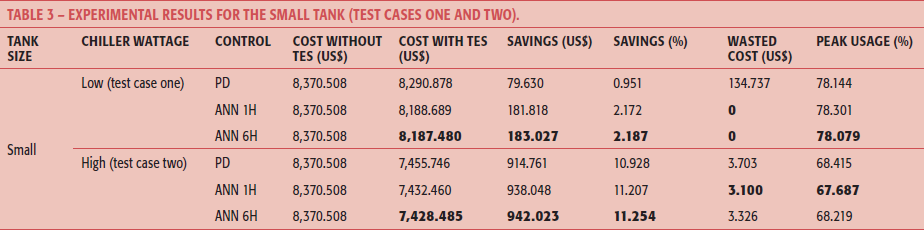 TABLE 3 – EXPERIMENTAL RESULTS FOR THE SMALL TANK (TEST CASES ONE AND TWO).
TANK SIZE CHILLER WATTAGE CONTROL COST WITHOUT TES (US$) COST WITH TES (US$) SAVINGS (US$) SAVINGS (%) WASTED COST (US$) PEAK USAGE (%)
Small
Low (test case one) PD 8,370.508 8,290.878 79.630 0.951 134.737 78.144
ANN 1H 8,370.508 8,188.689 181.818 2.172 0 78.301
ANN 6H 8,370.508 8,187.480 183.027 2.187 0 78.079
High (test case two) PD 8,370.508 7,455.746 914.761 10.928 3.703 68.415
ANN 1H 8,370.508 7,432.460 938.048 11.207 3.100 67.687
ANN 6H 8,370.508 7,428.485 942.023 11.254 3.326 68.219